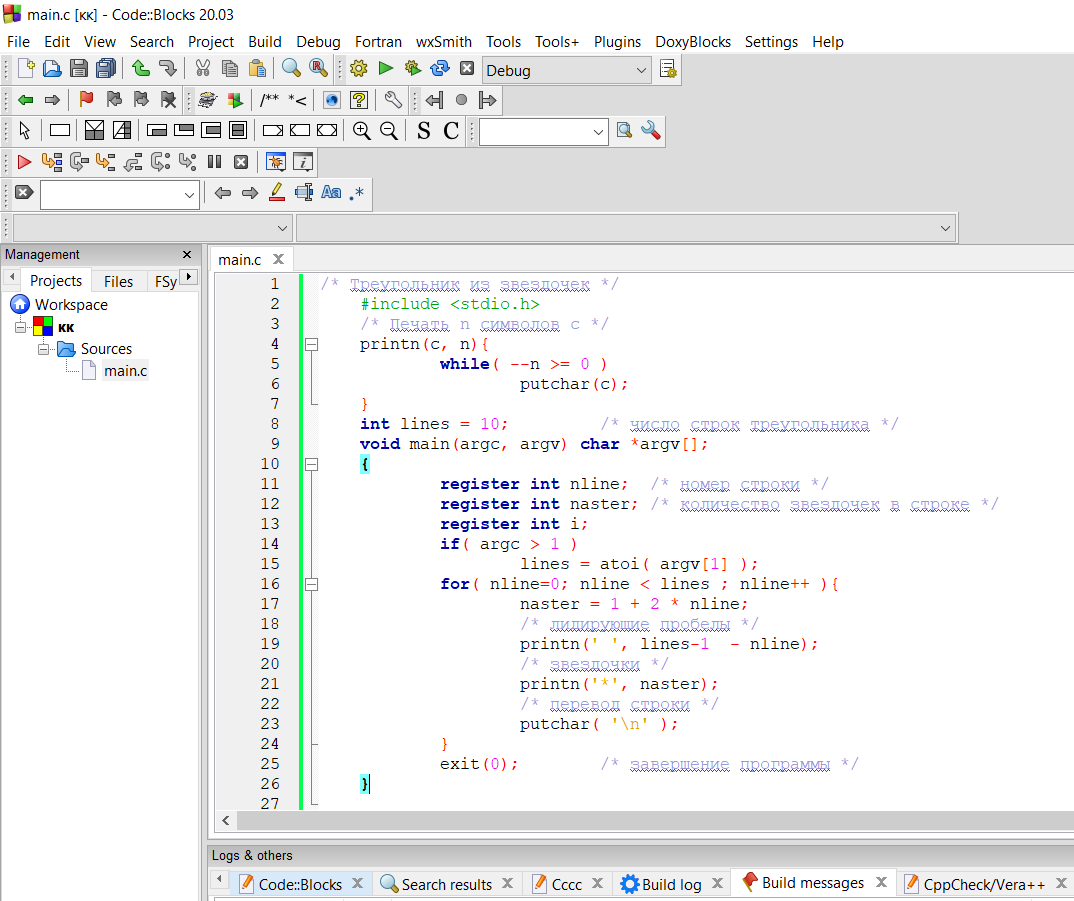 main.c [кк] - Code::Blocks 20.03
File Edit View Search Project Build Debug Fortran wxSmith Tools Tools+ Plugins DoxyBlocks Settings Help
Debug
/** *<
S C
Aa .*
Management
Projects Files FSy
Workspace
кк
Sources
main.c
main.c
1 /* Треугольник из звездочек */
2 #include <stdio.h>
3 /* Печать n символов c */
4 printn(c, n){
5 while( --n >= 0 )
6 putchar(c);
7 }
8 int lines = 10; /* число строк треугольника */
9 void main(argc, argv) char *argv[];
10 {
11 register int nline; /* номер строки */
12 register int naster; /* количество звездочек в строке */
13 register int i;
14 if( argc > 1 )
15 lines = atoi( argv[1] );
16 for( nline=0; nline < lines ; nline++ ){
17 naster = 1 + 2 * nline;
18 /* лидирующие пробелы */
19 printn(' ', lines-1 - nline);
20 /* звездочки */
21 printn('*', naster);
22 /* перевод строки */
23 putchar( '\n' );
24 }
25 exit(0); /* завершение программы */
26 }
27
Logs & others
Code::Blocks Search results Cccc Build log Build messages CppCheck/Vera++